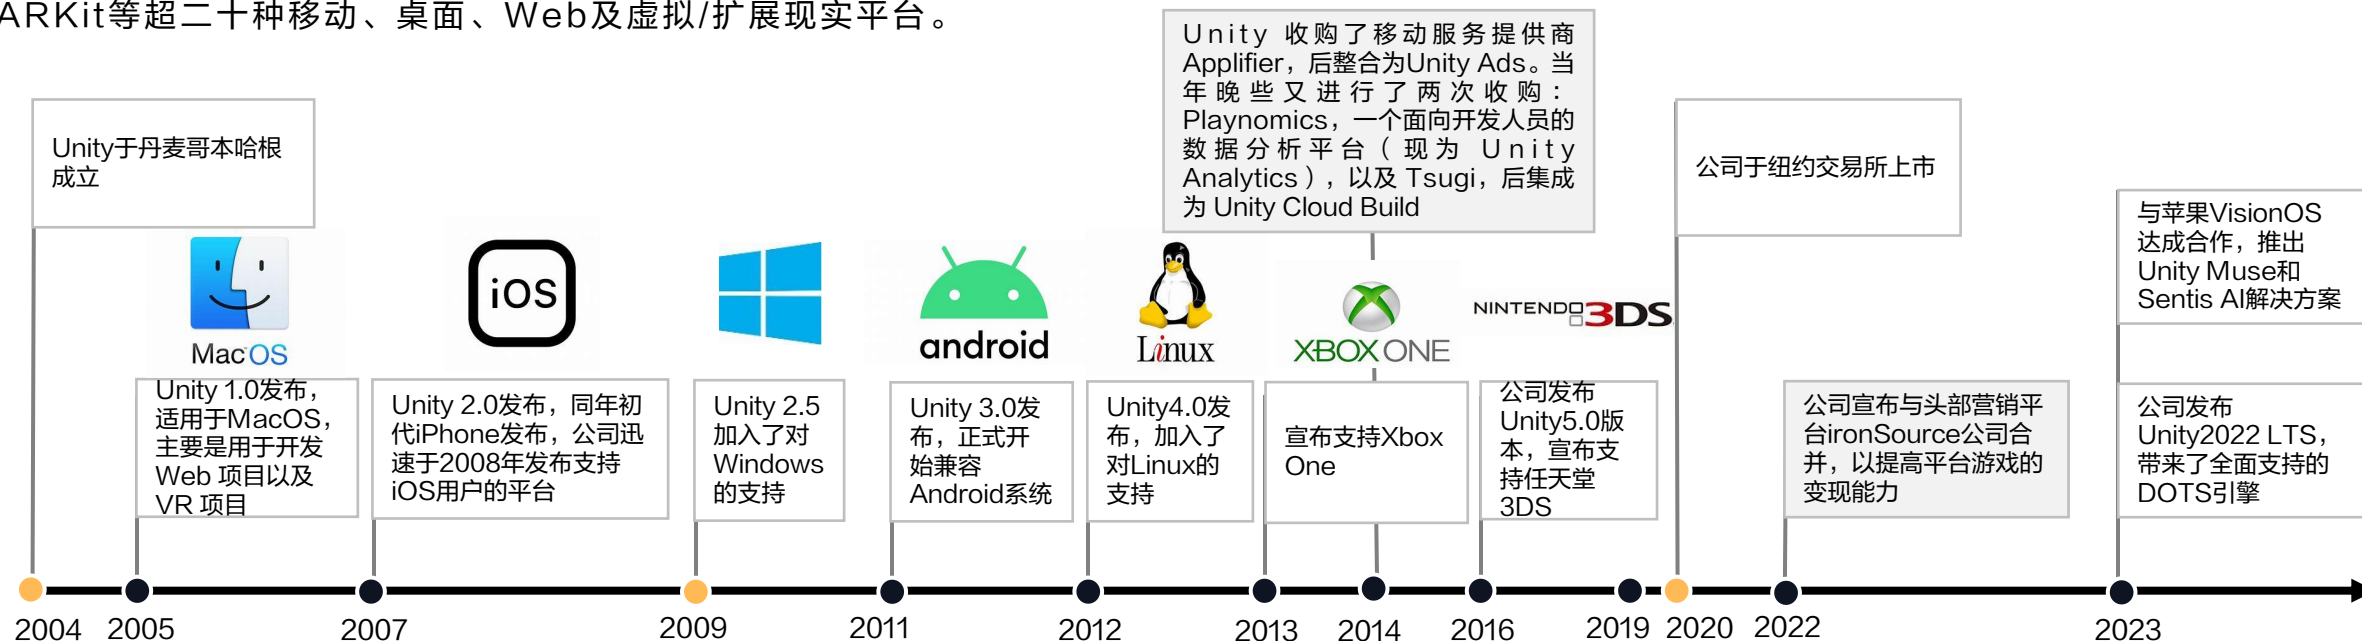 ARKit等超二十种移动、桌面、Web及虚拟/扩展现实平台。
Unity 收购了移动服务提供商
Applifier，后整合为Unity Ads。当
年晚些又进行了两次收购：
Playnomics，一个面向开发人员的
数据分析平台（现为 Unity
Analytics），以及 Tsugi，后集成
为 Unity Cloud Build
Unity于丹麦哥本哈根
成立
公司于纽约交易所上市
与苹果VisionOS
达成合作，推出
Unity Muse和
Sentis AI解决方案
MacOS
iOS
android
Linux
XBOX ONE
NINTENDO 3DS
Unity 1.0发布，
适用于MacOS，
主要是用于开发
Web 项目以及
VR 项目
Unity 2.0发布，同年初
代iPhone发布，公司迅
速于2008年发布支持
iOS用户的平台
Unity 2.5
加入了对
Windows
的支持
Unity 3.0发
布，正式开
始兼容
Android系统
Unity4.0发
布，加入了
对Linux的
支持
宣布支持Xbox
One
公司发布
Unity5.0版
本，宣布支
持任天堂
3DS
公司宣布与头部营销平
台ironSource公司合
并，以提高平台游戏的
变现能力
公司发布
Unity2022 LTS，
带来了全面支持的
DOTS引擎
2004 2005 2007 2009 2011 2012 2013 2014 2016 2019 2020 2022 2023